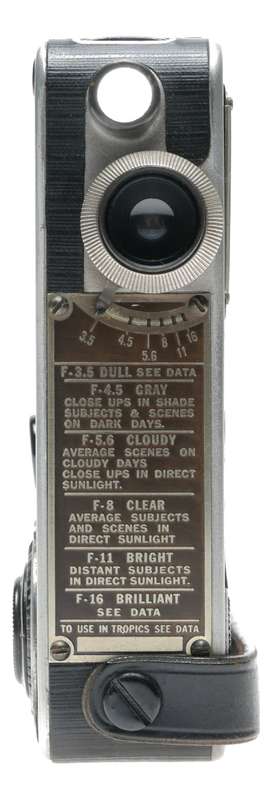 3.5 4.5 5.6 8 11 16
F-3.5 DULL SEE DATA
F-4.5 GRAY
CLOSE UPS IN SHADE
SUBJECTS & SCENES
ON DARK DAYS.
F-5.6 CLOUDY
AVERAGE SCENES ON
CLOUDY DAYS
CLOSE UPS IN DIRECT
SUNLIGHT.
F-8 CLEAR
AVERAGE SUBJECTS
AND SCENES IN
DIRECT SUNLIGHT
F-11 BRIGHT
DISTANT SUBJECTS
IN DIRECT SUNLIGHT.
F-16 BRILLIANT
SEE DATA
TO USE IN TROPICS SEE DATA